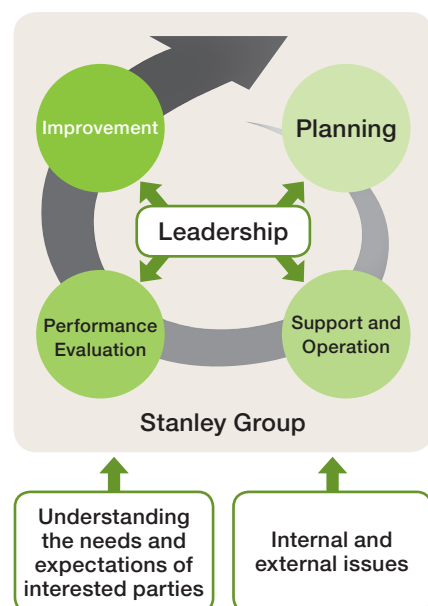 Improvement
Planning
Leadership
Performance
Evaluation
Support and
Operation
Stanley Group
Understanding
the needs and
expectations of
interested parties
Internal and
external issues